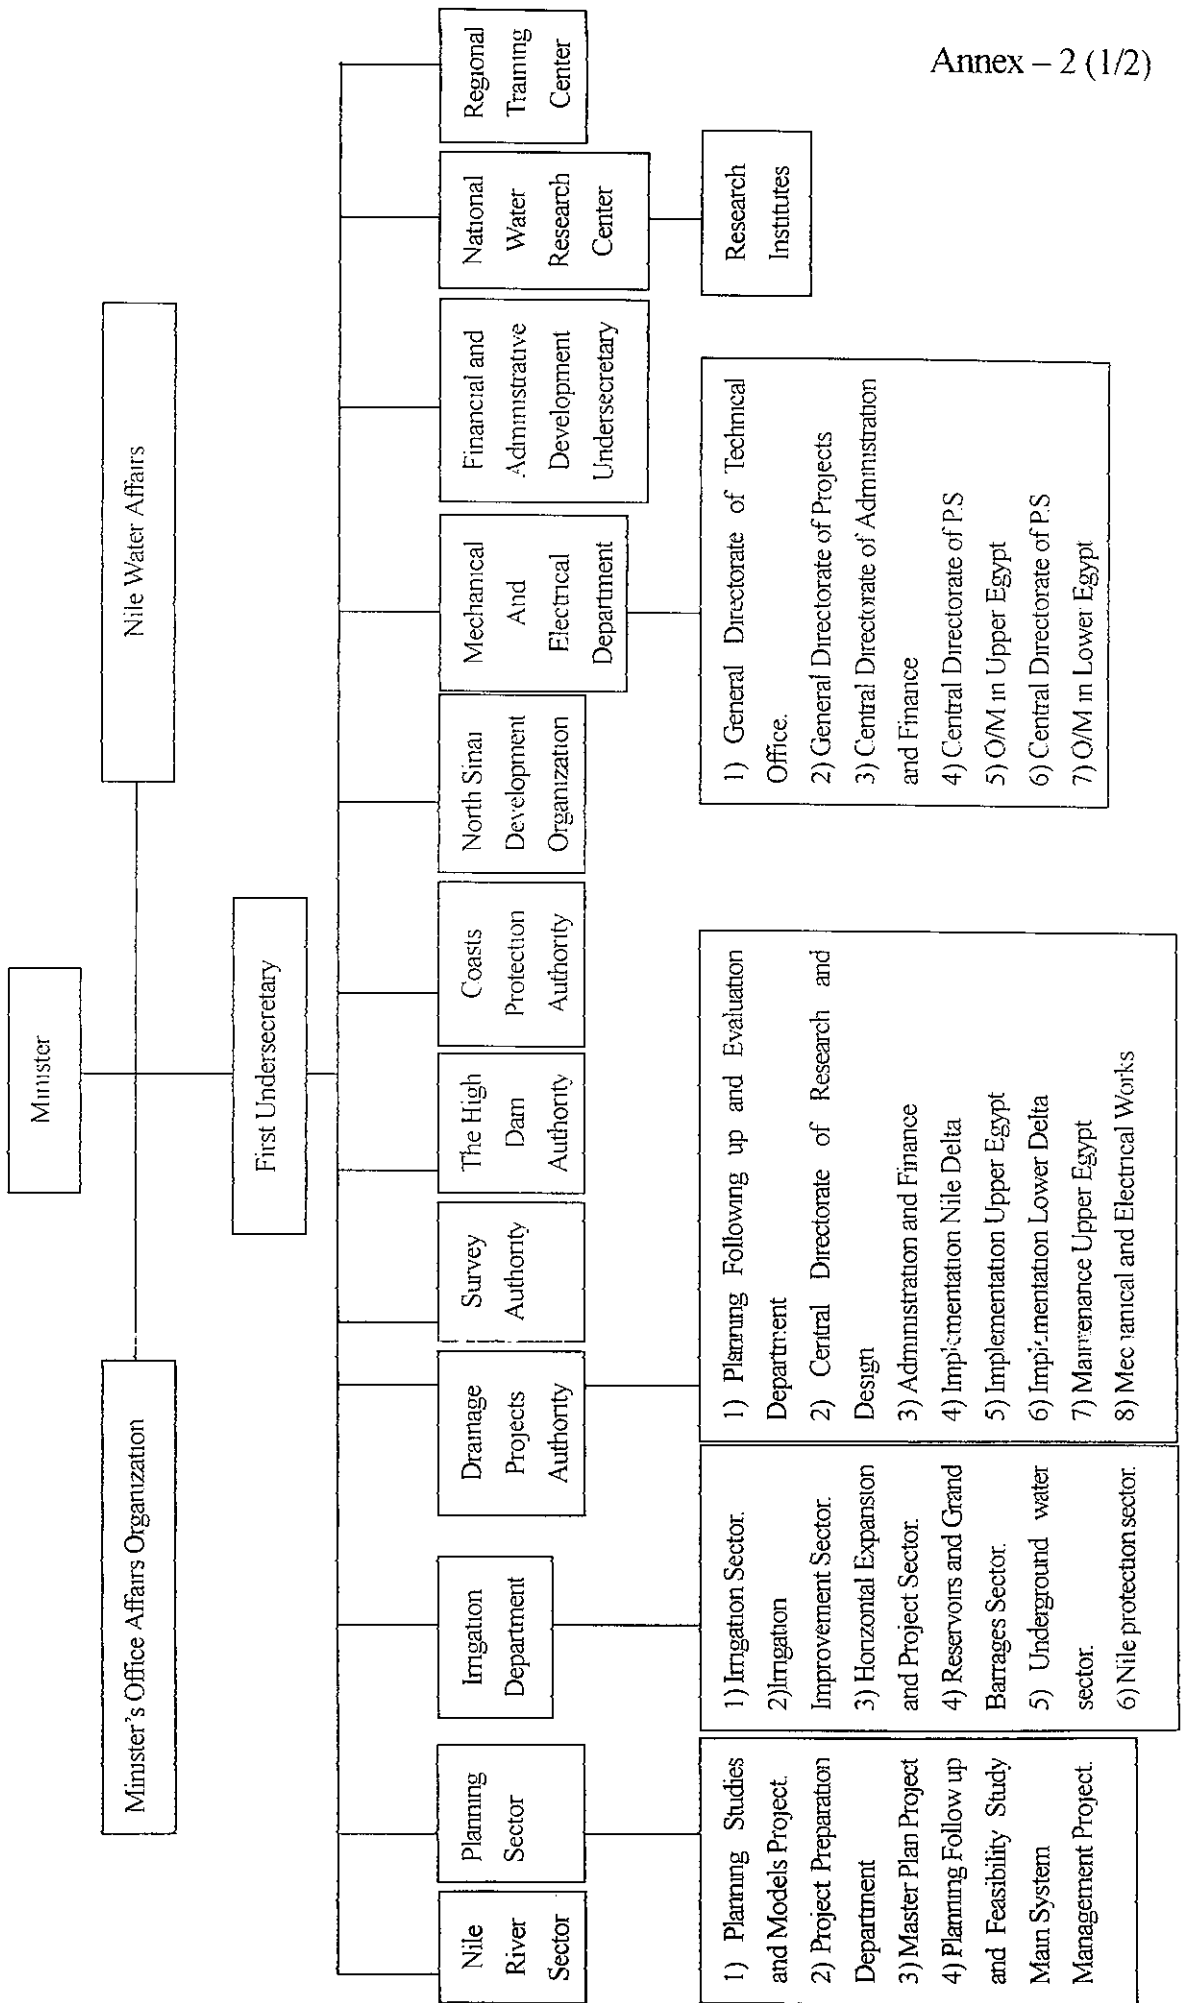 Annex – 2 (1/2)
Minister
Minister's Office Affairs Organization
Nile Water Affairs
First Undersecretary
Nile
River
Sector
Planning
Sector
Irrigation
Department
Drainage
Projects
Authority
Survey
Authority
The High
Dam
Authority
Coasts
Protection
Authority
North Sinai
Development
Organization
Mechanical
And
Electrical
Department
Financial and
Administrative
Development
Undersecretary
National
Water
Research
Center
Regional
Training
Center
1) Planning Studies
and Models Project.
2) Project Preparation
Department
3) Master Plan Project
4) Planning Follow up
and Feasibility Study
Main System
Management Project.
1) Irrigation Sector.
2)Irrigation
Improvement Sector.
3) Horizontal Expansion
and Project Sector.
4) Reservoirs and Grand
Barrages Sector.
5) Underground water
sector.
6) Nile protection sector.
1) Planning Following up and Evaluation
Department
2) Central Directorate of Research and
Design
3) Administration and Finance
4) Implementation Nile Delta
5) Implementation Upper Egypt
6) Implementation Lower Delta
7) Maintenance Upper Egypt
8) Mechanical and Electrical Works
1) General Directorate of Technical
Office.
2) General Directorate of Projects
3) Central Directorate of Administration
and Finance
4) Central Directorate of P.S
5) O/M in Upper Egypt
6) Central Directorate of P.S
7) O/M in Lower Egypt
Research
Institutes